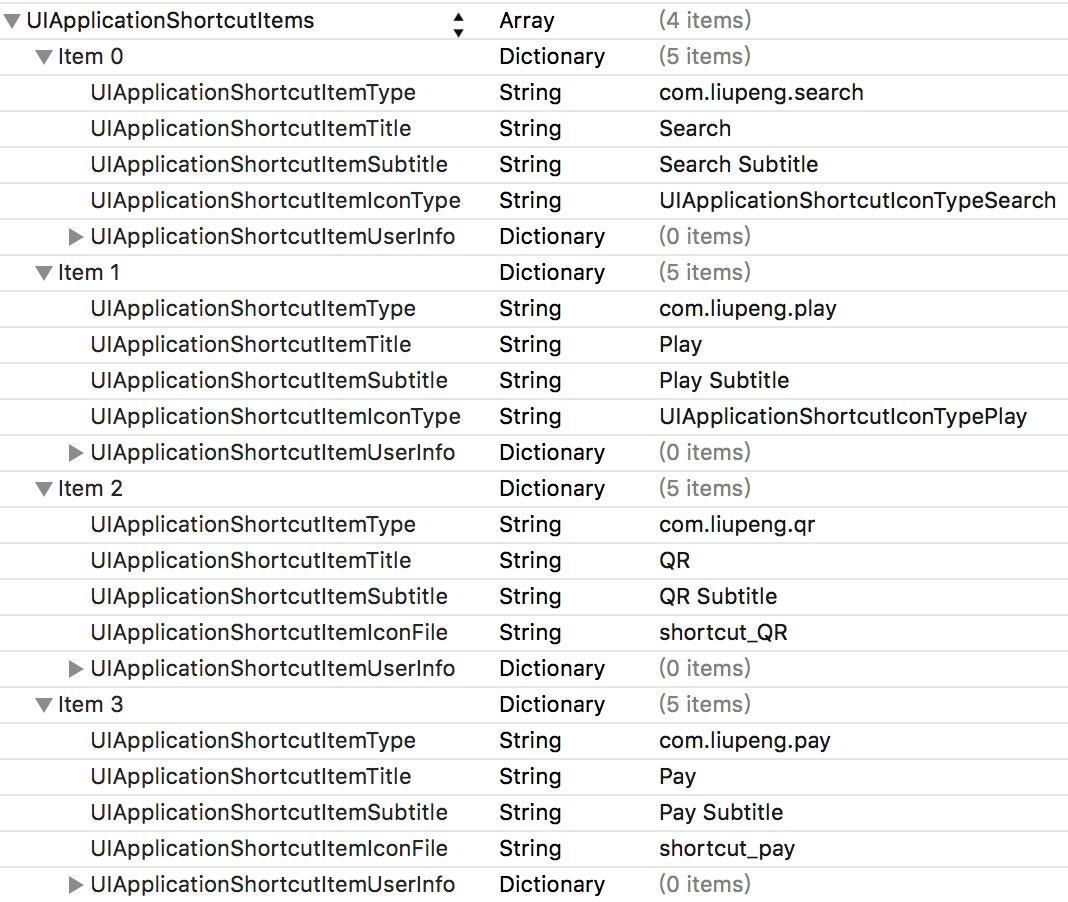 UIApplicationShortcutItems Array (4 items)
Item 0 Dictionary (5 items)
UIApplicationShortcutItemType String com.liupeng.search
UIApplicationShortcutItemTitle String Search
UIApplicationShortcutItemSubtitle String Search Subtitle
UIApplicationShortcutItemIconType String UIApplicationShortcutIconTypeSearch
UIApplicationShortcutItemUserInfo Dictionary (0 items)
Item 1 Dictionary (5 items)
UIApplicationShortcutItemType String com.liupeng.play
UIApplicationShortcutItemTitle String Play
UIApplicationShortcutItemSubtitle String Play Subtitle
UIApplicationShortcutItemIconType String UIApplicationShortcutIconTypePlay
UIApplicationShortcutItemUserInfo Dictionary (0 items)
Item 2 Dictionary (5 items)
UIApplicationShortcutItemType String com.liupeng.qr
UIApplicationShortcutItemTitle String QR
UIApplicationShortcutItemSubtitle String QR Subtitle
UIApplicationShortcutItemIconFile String shortcut_QR
UIApplicationShortcutItemUserInfo Dictionary (0 items)
Item 3 Dictionary (5 items)
UIApplicationShortcutItemType String com.liupeng.pay
UIApplicationShortcutItemTitle String Pay
UIApplicationShortcutItemSubtitle String Pay Subtitle
UIApplicationShortcutItemIconFile String shortcut_pay
UIApplicationShortcutItemUserInfo Dictionary (0 items)